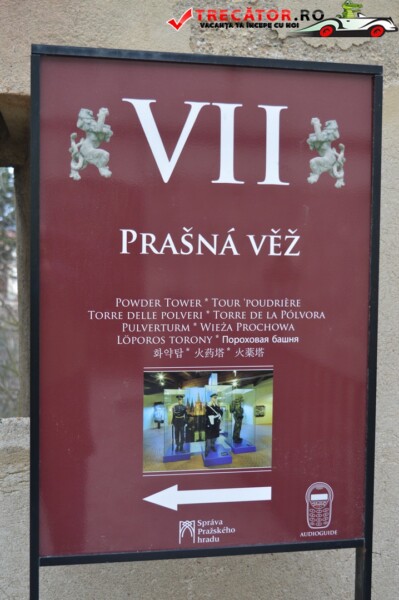 TRECĂTOR.RO
VACANȚA TA ÎNCEPE CU NOI
VII
PRAŠNÁ VĚŽ
POWDER TOWER * TOUR 'POUDRIÈRE
TORRE DELLE POLVERI * TORRE DE LA PÓLVORA
PULVERTURM * WIEŻA PROCHOWA
LŐPOROS TORONY * Пороховая башня
화약탑 * 火药塔 * 火薬塔
Správa
Pražského
hradu
AUDIOGUIDE